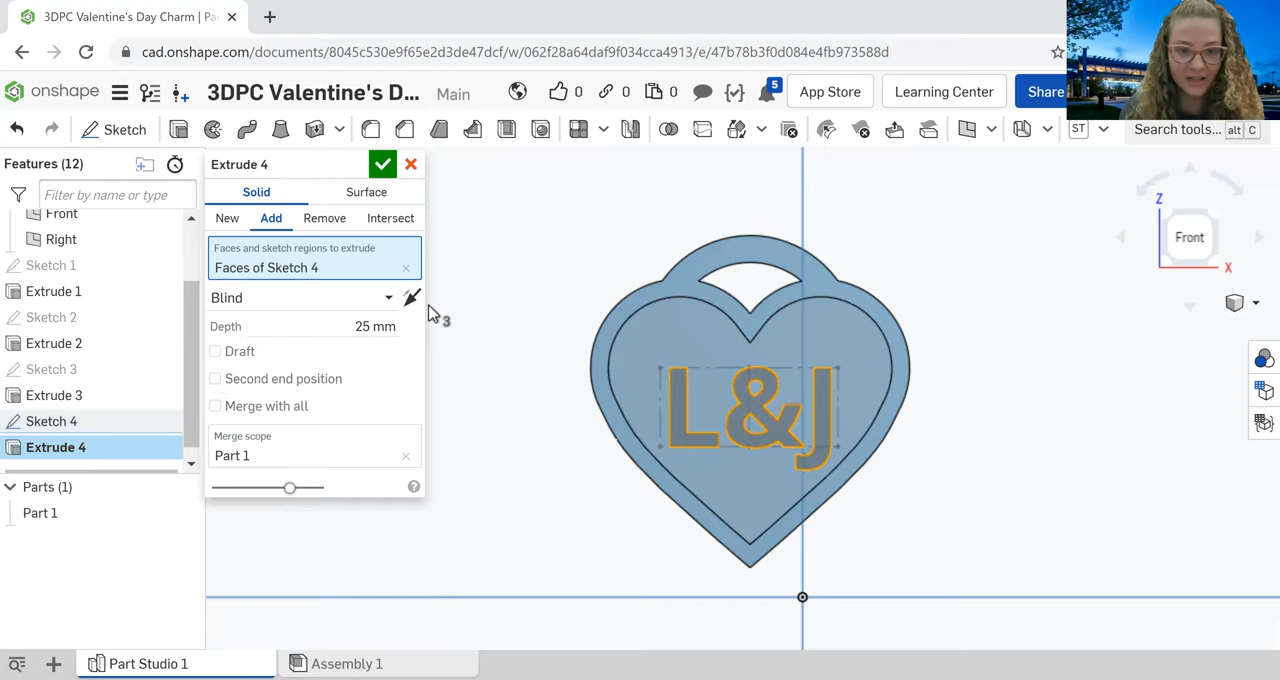 3DPC Valentine's Day Charm | Pa
cad.onshape.com/documents/8045c530e9f65e2d3de47dcf/w/062f28a64daf9f034cca4913/e/47b78b3f0d084e4fb973588d
onshape
3DPC Valentine's D... Main
0
0
0
5
App Store
Learning Center
Share
Sketch
ST
Search tools... alt C
Features (12)
Filter by name or type
Front
Right
Sketch 1
Extrude 1
Sketch 2
Extrude 2
Sketch 3
Extrude 3
Sketch 4
Extrude 4
Parts (1)
Part 1
Extrude 4
Solid Surface
New Add Remove Intersect
Faces and sketch regions to extrude
Faces of Sketch 4
Blind
Depth 25 mm
Draft
Second end position
Merge with all
Merge scope
Part 1
3
L&J
Z
Front
X
Part Studio 1
Assembly 1